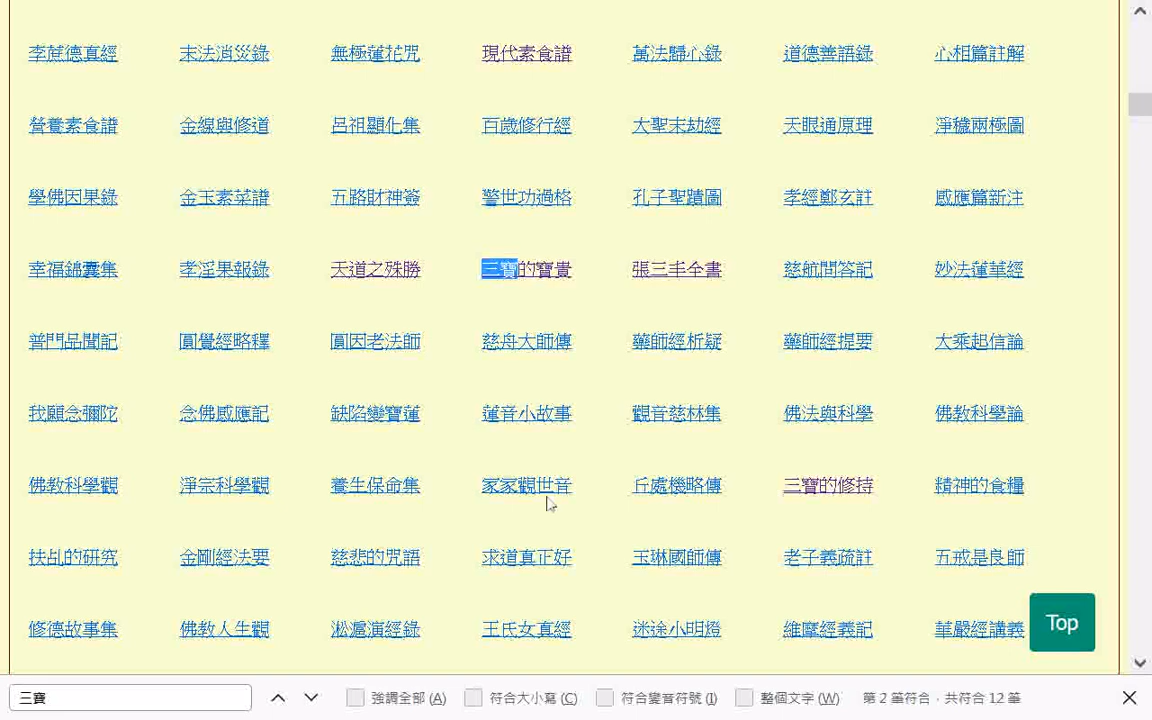 李蔗德真經 末法消災錄 無極蓮花咒 現代素食譜 萬法歸心錄 道德善語錄 心相篇註解
營養素食譜 金線與修道 呂祖顯化集 百歲修行經 大聖末劫經 天眼通原理 淨穢兩極圖
學佛因果錄 金玉素菜譜 五路財神簽 警世功過格 孔子聖蹟圖 孝經鄭玄註 感應篇新注
幸福錦囊集 孝淫果報錄 天道之殊勝 三寶的寶貴 張三丰全書 慈航問答記 妙法蓮華經
普門品聞記 圓覺經略釋 圓因老法師 慈舟大師傳 藥師經析疑 藥師經提要 大乘起信論
我願念彌陀 念佛感應記 缺陷變寶蓮 蓮音小故事 觀音慈林集 佛法與科學 佛教科學論
佛教科學觀 淨宗科學觀 養生保命集 家家觀世音 丘處機略傳 三寶的修持 精神的食糧
扶乩的研究 金剛經法要 慈悲的咒語 求道真正好 玉琳國師傳 老子義疏註 五戒是良師
修德故事集 佛教人生觀 淞滬演經錄 王氏女真經 迷途小明燈 維摩經義記 華嚴經講義
Top
三寶 強調全部 (A) 符合大小寫 (C) 符合變音符號 (I) 整個文字 (W) 第 2 筆符合，共符合 12 筆